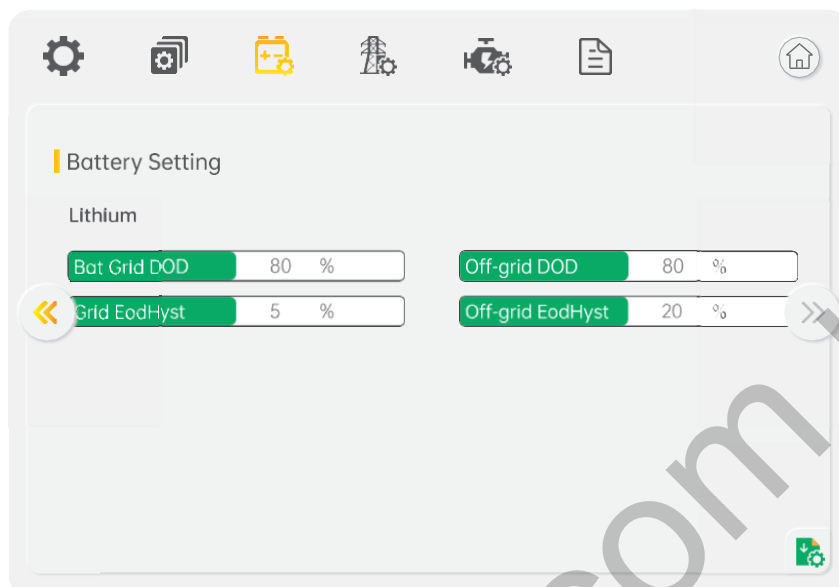 Battery Setting
Lithium
Bat Grid DOD 80 % Off-grid DOD 80 %
Grid EodHyst 5 % Off-grid EodHyst 20 %
com